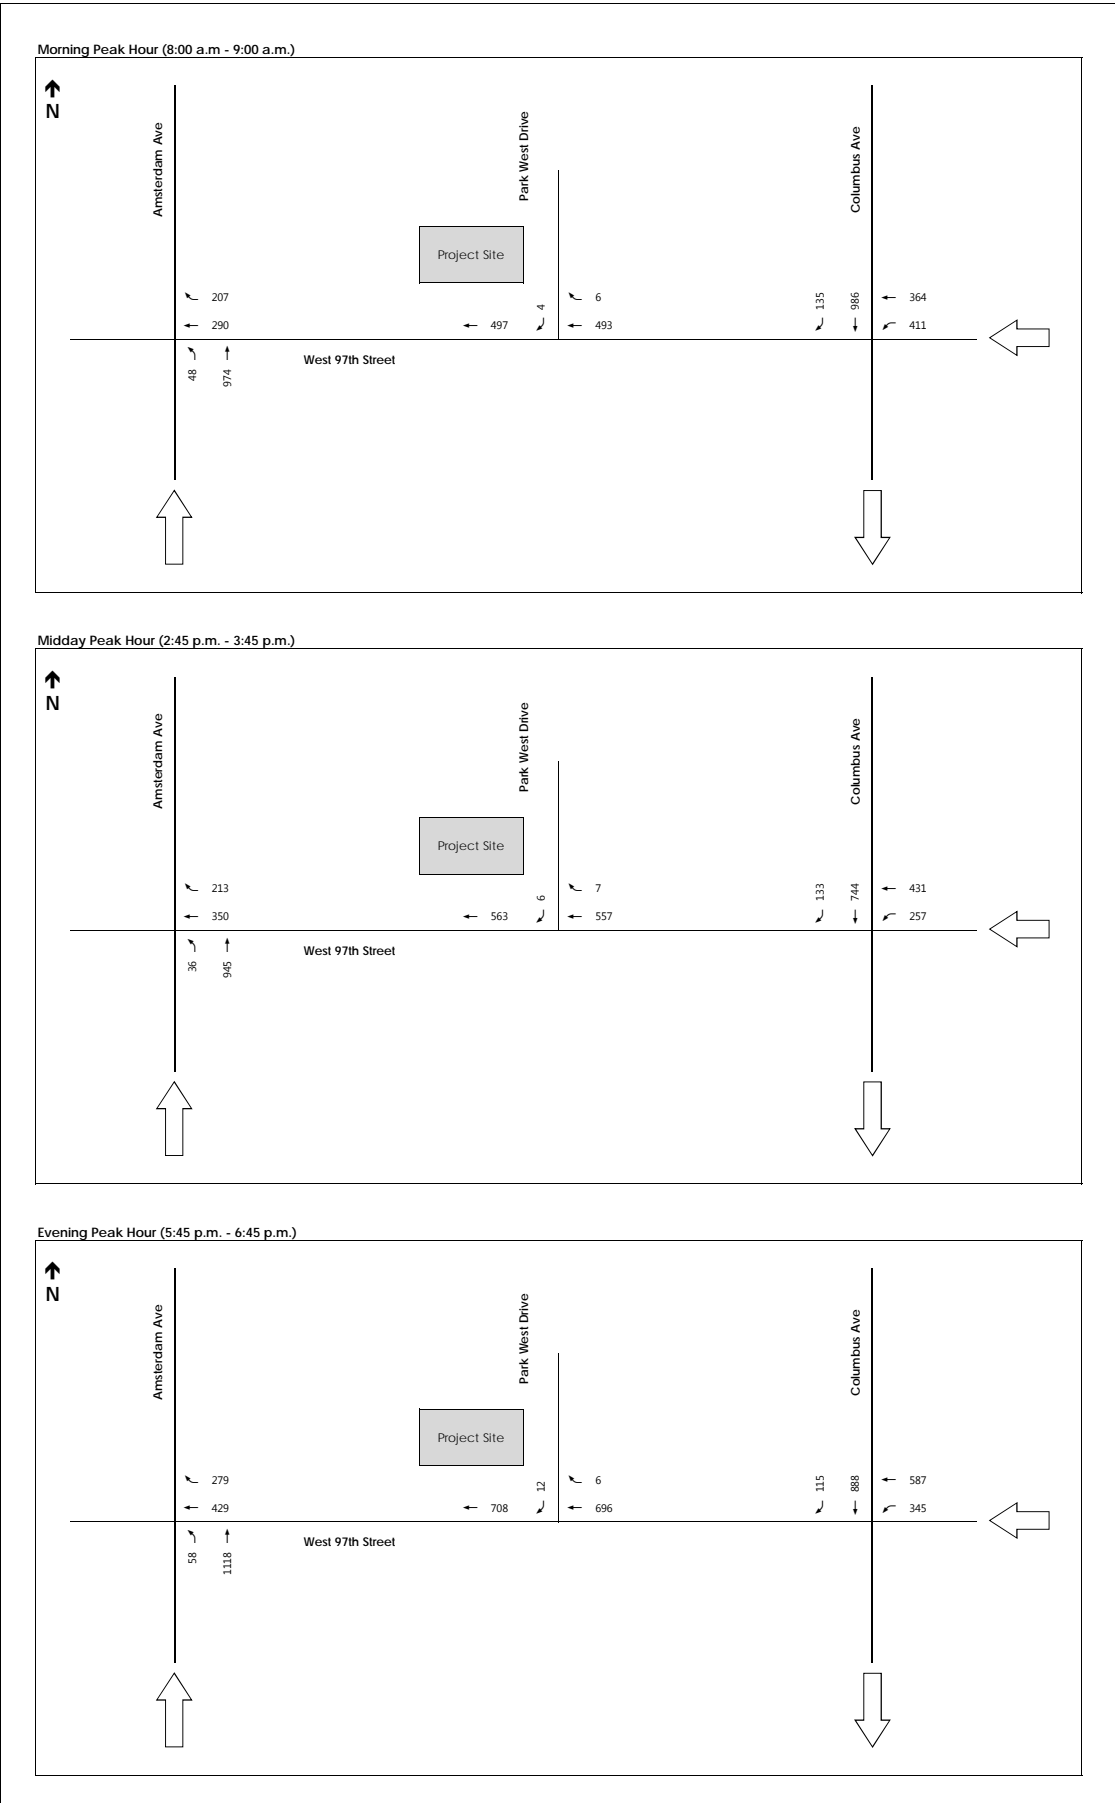 Morning Peak Hour (8:00 a.m - 9:00 a.m.)
N
Amsterdam Ave
Park West Drive
Columbus Ave
Project Site
207
6
135
986
364
290
497
4
493
411
West 97th Street
48
974
Midday Peak Hour (2:45 p.m. - 3:45 p.m.)
N
Amsterdam Ave
Park West Drive
Columbus Ave
Project Site
213
7
133
744
431
350
563
6
557
257
West 97th Street
36
945
Evening Peak Hour (5:45 p.m. - 6:45 p.m.)
N
Amsterdam Ave
Park West Drive
Columbus Ave
Project Site
279
6
115
888
587
429
708
12
696
345
West 97th Street
58
1118